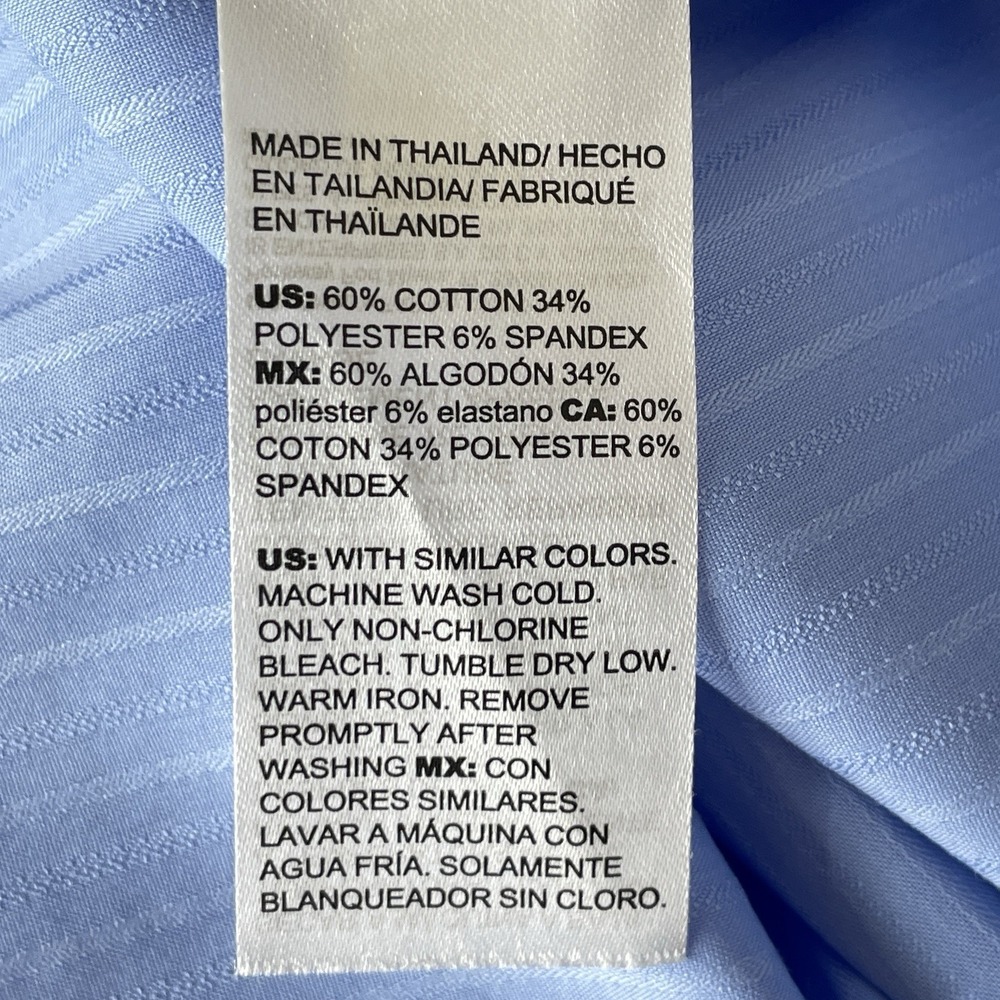 MADE IN THAILAND/ HECHO
EN TAILANDIA/ FABRIQUÉ
EN THAÏLANDE
US: 60% COTTON 34%
POLYESTER 6% SPANDEX
MX: 60% ALGODÓN 34%
poliéster 6% elastano CA: 60%
COTON 34% POLYESTER 6%
SPANDEX
US: WITH SIMILAR COLORS.
MACHINE WASH COLD.
ONLY NON-CHLORINE
BLEACH. TUMBLE DRY LOW.
WARM IRON. REMOVE
PROMPTLY AFTER
WASHING MX: CON
COLORES SIMILARES.
LAVAR A MÁQUINA CON
AGUA FRÍA. SOLAMENTE
BLANQUEADOR SIN CLORO.